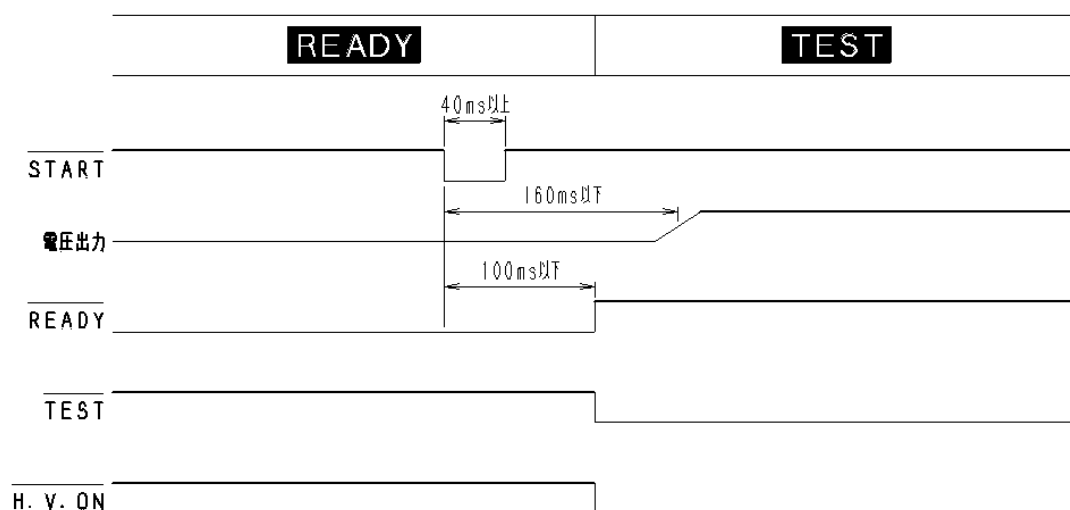 READY TEST
40ms以上
START
160ms以下
電圧出力
100ms以下
READY
TEST
H. V. ON